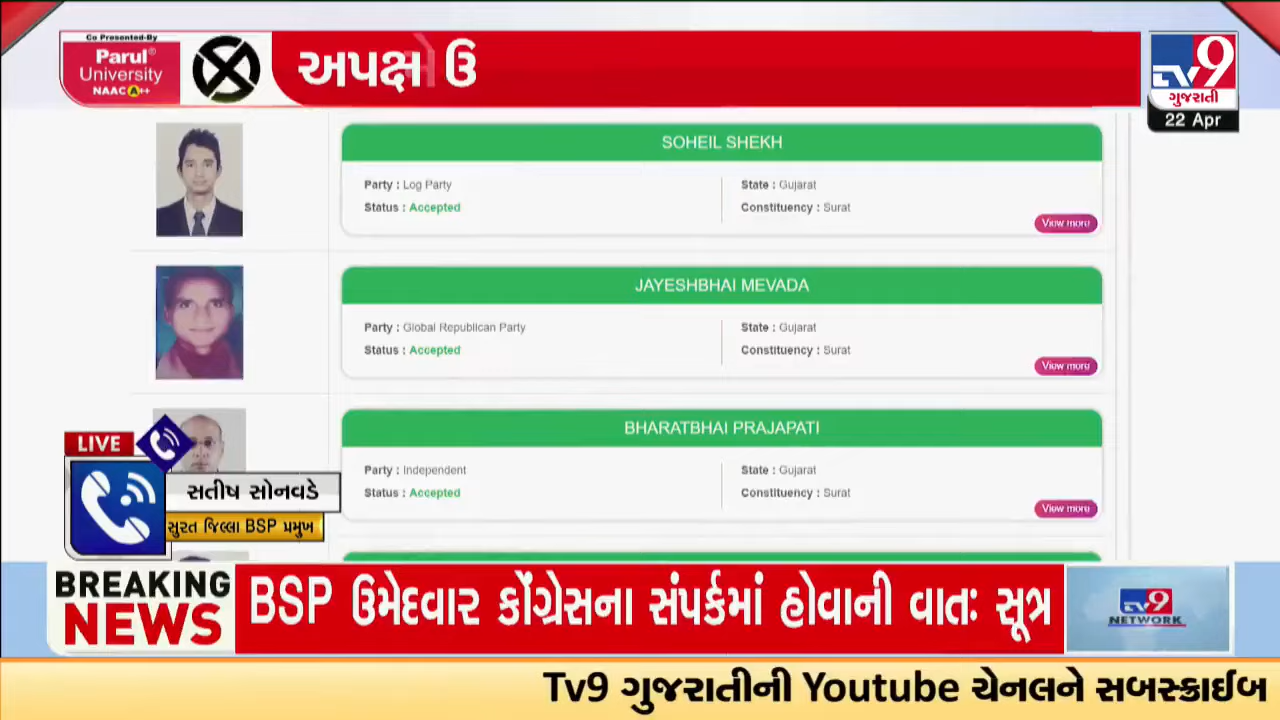 Co Presented-By
Parul®
University
NAAC A++
અપક્ષ ઉ
TV9
ગુજરાતી
22 Apr
SOHEIL SHEKH
Party : Log Party
State : Gujarat
Status : Accepted
Constituency : Surat
View more
JAYESHBHAI MEVADA
Party : Global Republican Party
State : Gujarat
Status : Accepted
Constituency : Surat
View more
BHARATBHAI PRAJAPATI
Party : Independent
State : Gujarat
Status : Accepted
Constituency : Surat
View more
LIVE
સતીષ સોનવડે
સુરત જિલ્લા BSP પ્રમુખ
BREAKING
NEWS
BSP ઉમેદવાર કોંગ્રેસના સંપર્કમાં હોવાની વાતઃ સૂત્ર
TV9
NETWORK
Tv9 ગુજરાતીની Youtube ચેનલને સબસ્ક્રાઈબ